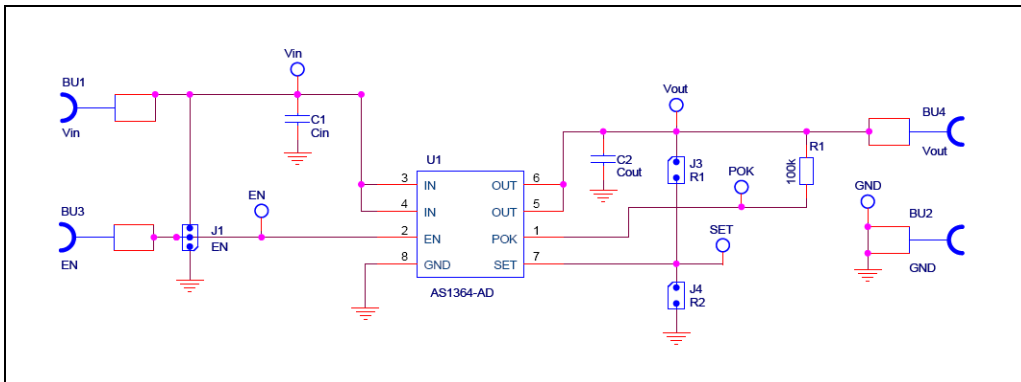 Vin
BU1
Vin
C1
Cin
Vout
BU4
Vout
R1
100k
C2
Cout
J3
R1
U1
3 IN OUT 6
4 IN OUT 5
2 EN POK 1
8 GND SET 7
AS1364-AD
POK
GND
BU2
GND
EN
BU3
EN
J1
EN
SET
J4
R2